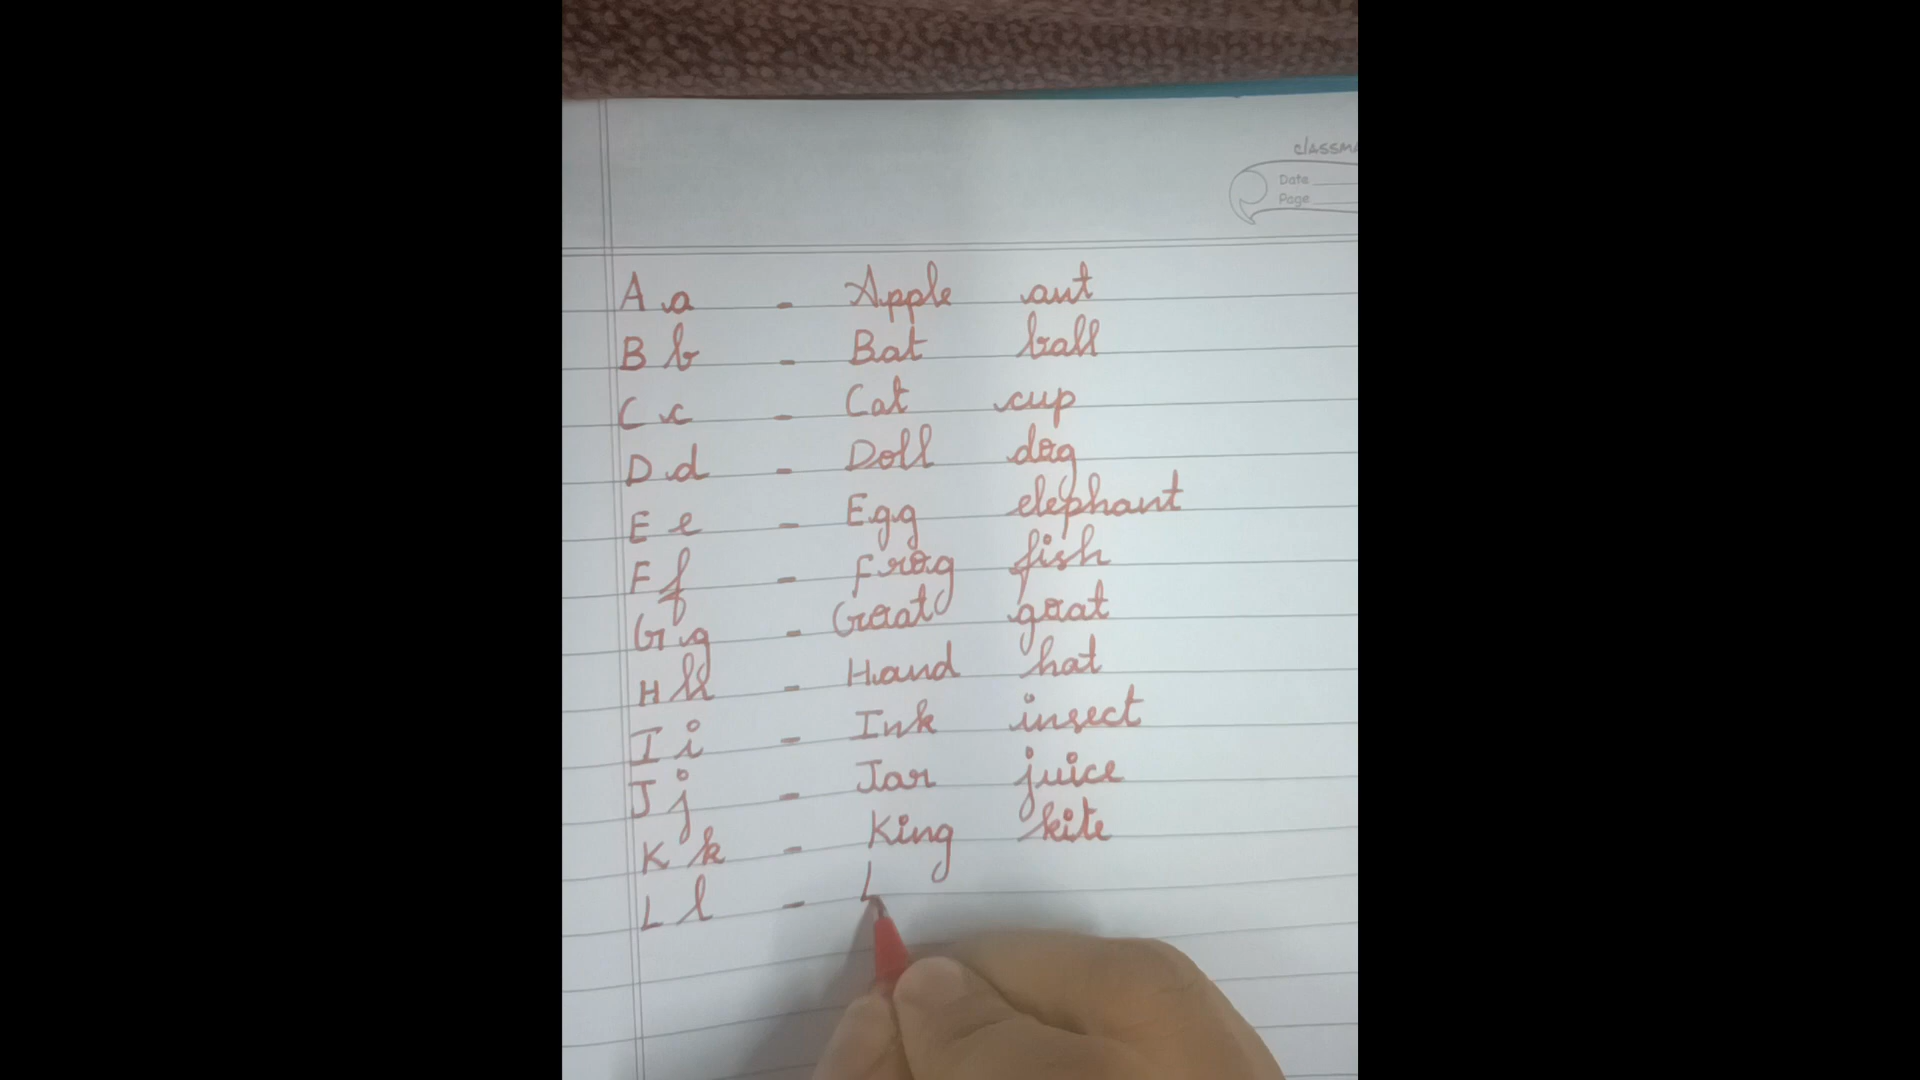 classma
Date
Page
A a - Apple ant
B b - Bat ball
C c - Cat cup
D d - Doll dog
E e - Egg elephant
F f - Frog fish
G g - Goat goat
H h - Hand hat
I i - Ink insect
J j - Jar juice
K k - King kite
L l - L